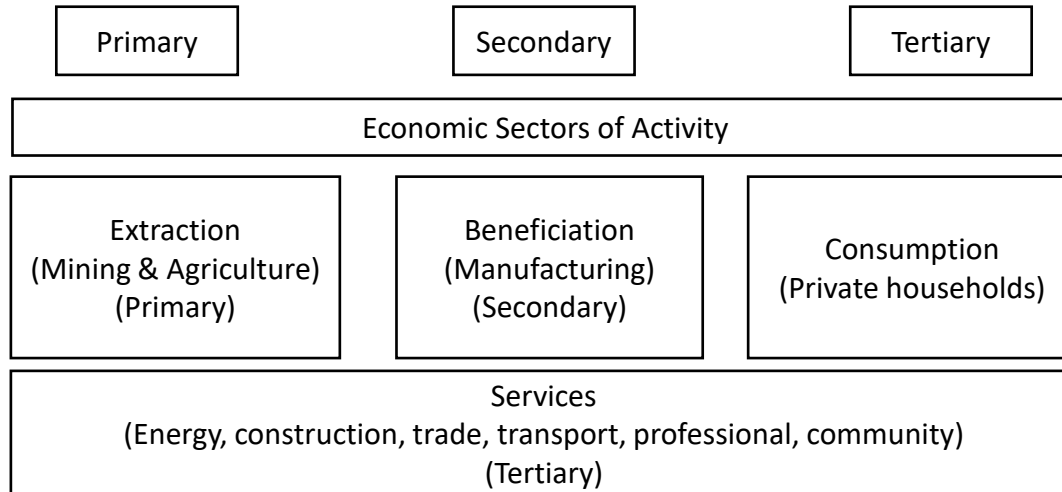 Primary
Secondary
Tertiary
Economic Sectors of Activity
Extraction
(Mining & Agriculture)
(Primary)
Beneficiation
(Manufacturing)
(Secondary)
Consumption
(Private households)
Services
(Energy, construction, trade, transport, professional, community)
(Tertiary)